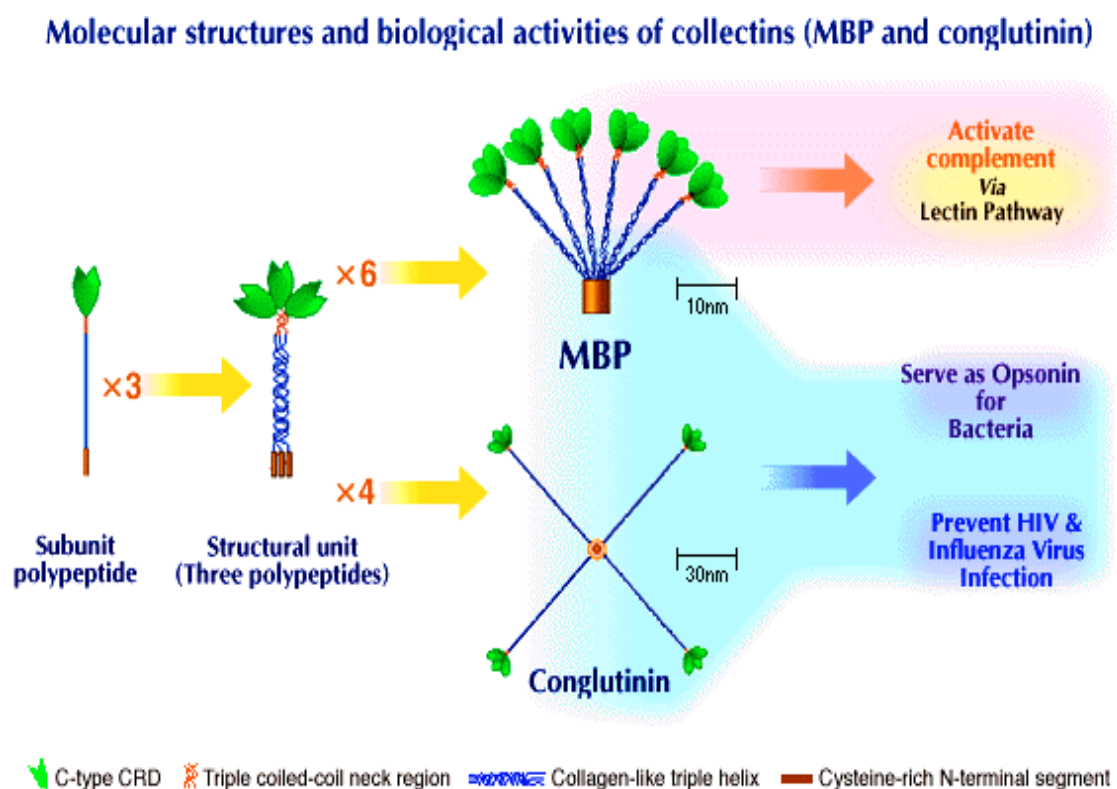 Molecular structures and biological activities of collectins (MBP and conglutinin)
Activate
complement
Via
Lectin Pathway
×6
10nm
MBP
×3
Serve as Opsonin
for
Bacteria
×4
Subunit
polypeptide
Structural unit
(Three polypeptides)
30nm
Prevent HIV &
Influenza Virus
Infection
Conglutinin
C-type CRD
Triple coiled-coil neck region
Collagen-like triple helix
Cysteine-rich N-terminal segment